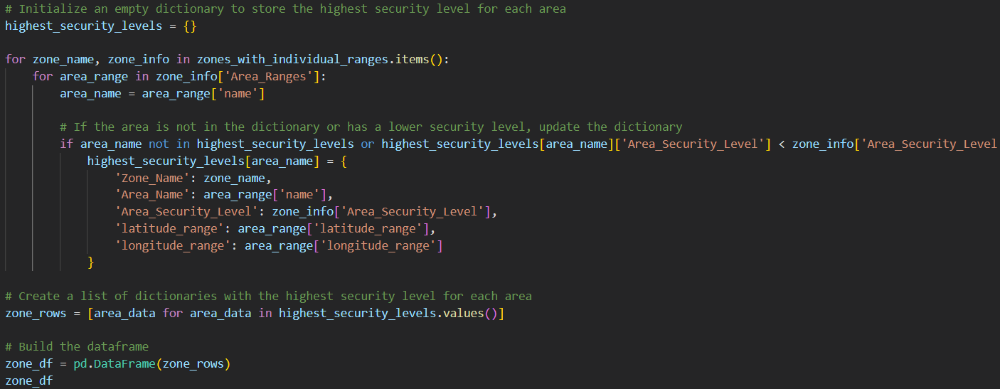 # Initialize an empty dictionary to store the highest security level for each area
highest_security_levels = {}

for zone_name, zone_info in zones_with_individual_ranges.items():
    for area_range in zone_info['Area_Ranges']:
        area_name = area_range['name']

        # If the area is not in the dictionary or has a lower security level, update the dictionary
        if area_name not in highest_security_levels or highest_security_levels[area_name]['Area_Security_Level'] < zone_info['Area_Security_Level
            highest_security_levels[area_name] = {
                'Zone_Name': zone_name,
                'Area_Name': area_range['name'],
                'Area_Security_Level': zone_info['Area_Security_Level'],
                'latitude_range': area_range['latitude_range'],
                'longitude_range': area_range['longitude_range']
            }

# Create a list of dictionaries with the highest security level for each area
zone_rows = [area_data for area_data in highest_security_levels.values()]

# Build the dataframe
zone_df = pd.DataFrame(zone_rows)
zone_df